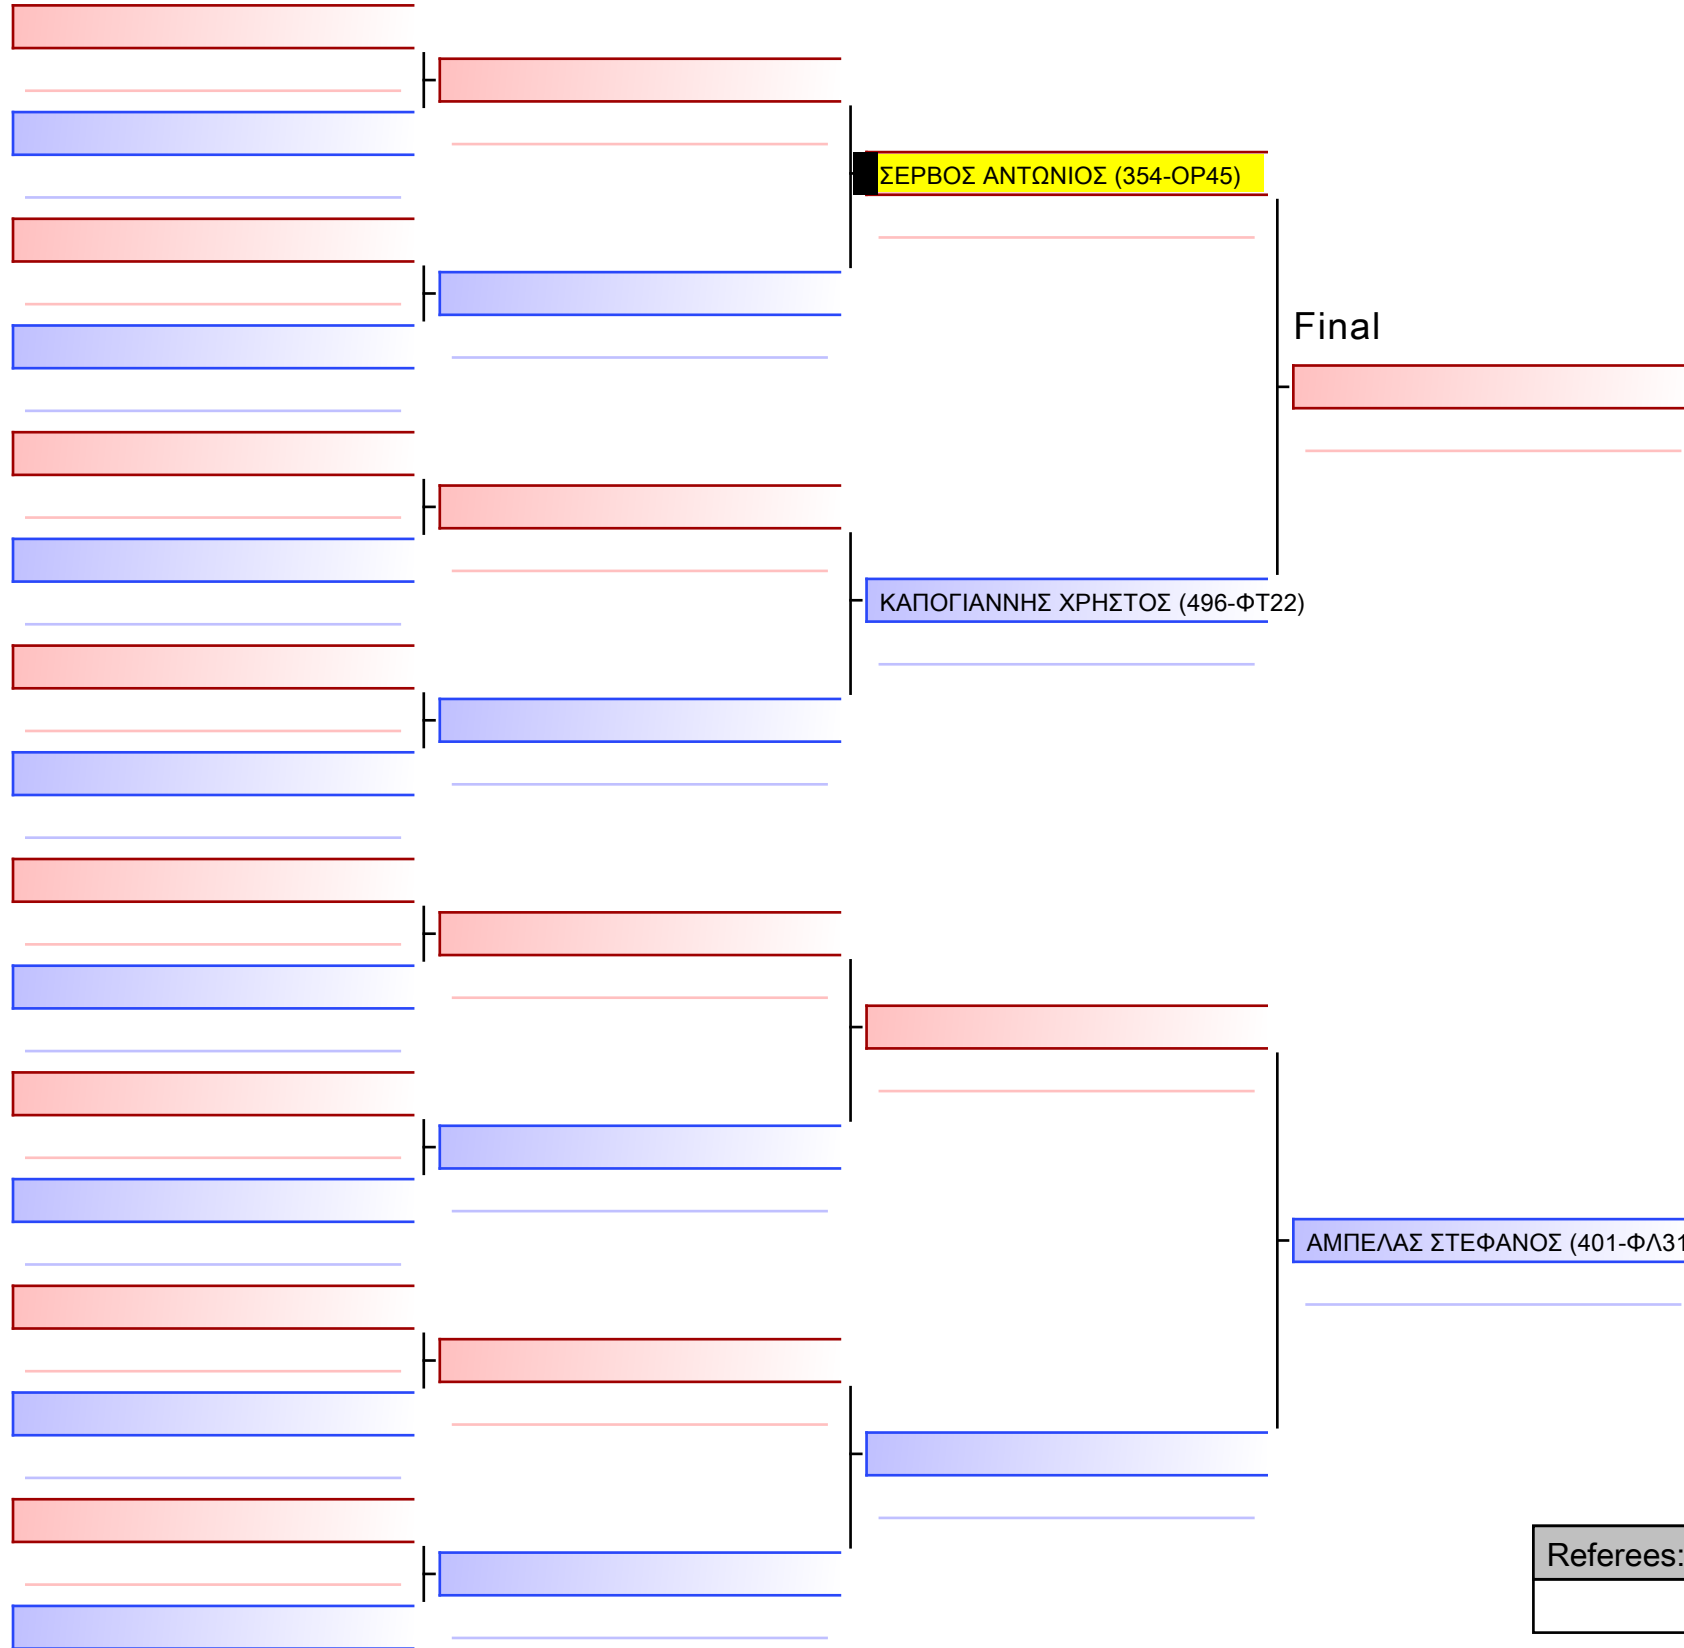 ΣΕΡΒΟΣ ΑΝΤΩΝΙΟΣ (354-ΟΡ45)
Final
ΚΑΠΟΓΙΑΝΝΗΣ ΧΡΗΣΤΟΣ (496-ΦΤ22)
ΑΜΠΕΛΑΣ ΣΤΕΦΑΝΟΣ (401-ΦΛ31
Referees: